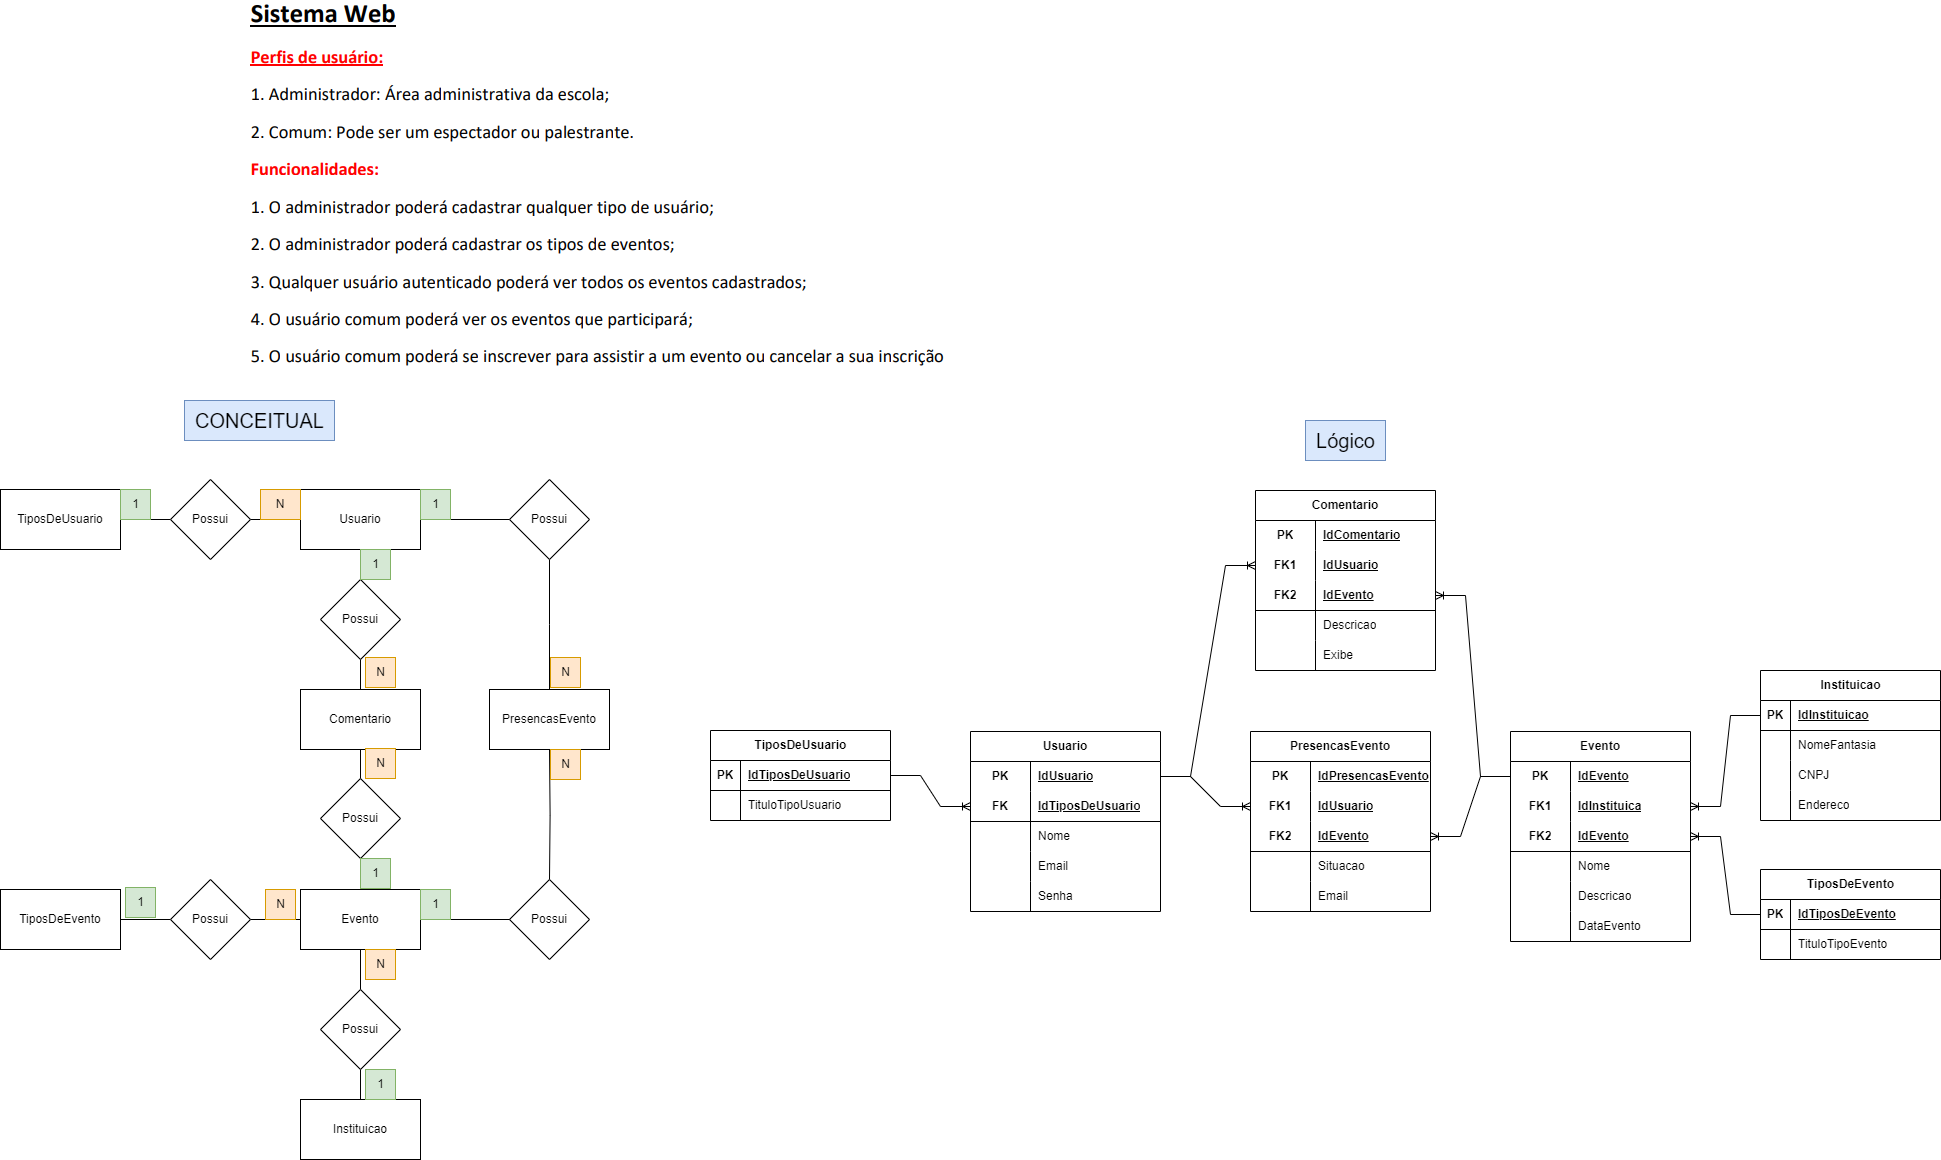 Sistema Web
Perfis de usuário:
1. Administrador: Área administrativa da escola;
2. Comum: Pode ser um espectador ou palestrante.
Funcionalidades:
1. O administrador poderá cadastrar qualquer tipo de usuário;
2. O administrador poderá cadastrar os tipos de eventos;
3. Qualquer usuário autenticado poderá ver todos os eventos cadastrados;
4. O usuário comum poderá ver os eventos que participará;
5. O usuário comum poderá se inscrever para assistir a um evento ou cancelar a sua inscrição
CONCEITUAL
TiposDeUsuario
1
Possui
N
Usuario
1
Possui
1
Possui
N
N
Comentario
PresencasEvento
N
N
Possui
1
TiposDeEvento
1
Possui
N
Evento
1
Possui
N
Possui
1
Instituicao
Lógico
Comentario
PK IdComentario
FK1 IdUsuario
FK2 IdEvento
Descricao
Exibe
TiposDeUsuario
PK IdTiposDeUsuario
TituloTipoUsuario
Usuario
PK IdUsuario
FK IdTiposDeUsuario
Nome
Email
Senha
PresencasEvento
PK IdPresencasEvento
FK1 IdUsuario
FK2 IdEvento
Situacao
Email
Evento
PK IdEvento
FK1 IdInstituica
FK2 IdEvento
Nome
Descricao
DataEvento
Instituicao
PK IdInstituicao
NomeFantasia
CNPJ
Endereco
TiposDeEvento
PK IdTiposDeEvento
TituloTipoEvento